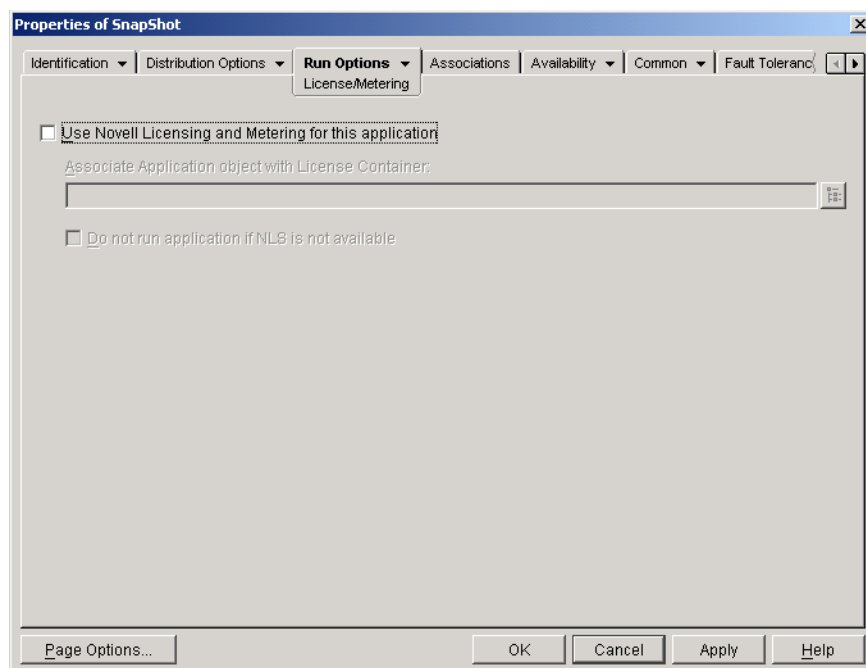 Properties of SnapShot
Identification Distribution Options Run Options Associations Availability Common Fault Toleranc
License/Metering
Use Novell Licensing and Metering for this application
Associate Application object with License Container:
Do not run application if NLS is not available
Page Options... OK Cancel Apply Help